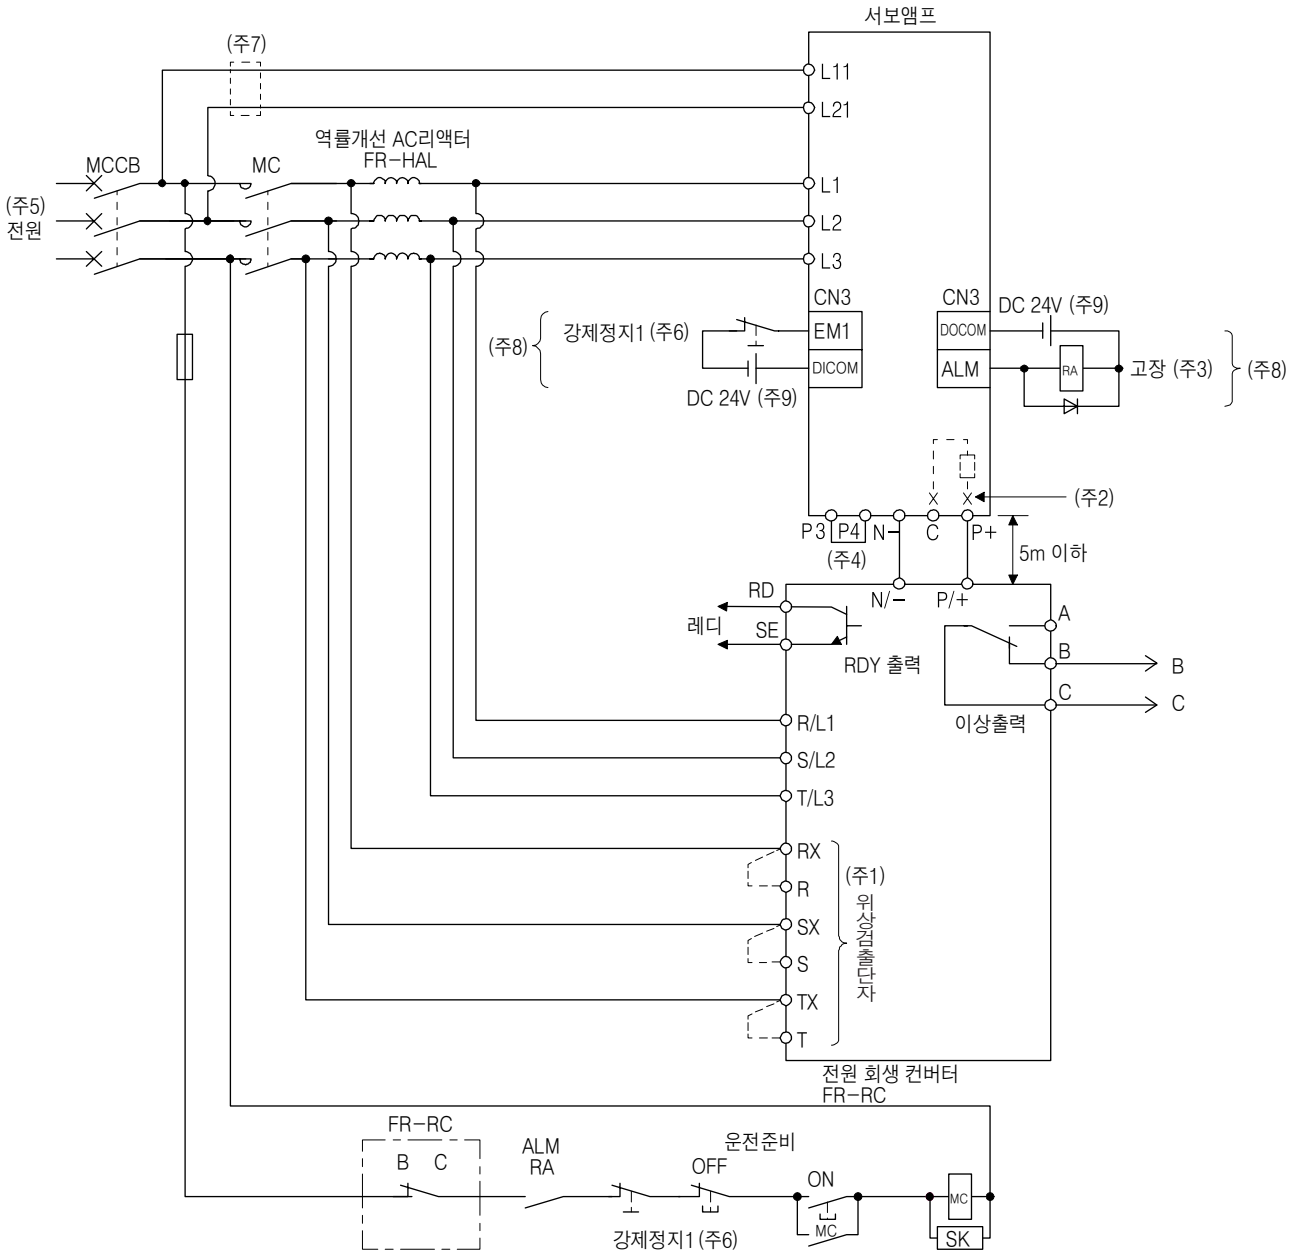 서보앰프
(주7)
L11
L21
역률개선 AC리액터
FR-HAL
MCCB
MC
L1
(주5)
전원
L2
L3
CN3
CN3
DC 24V (주9)
(주8)
강제정지1 (주6)
EM1
DOCOM
DICOM
ALM
RA
고장 (주3)
(주8)
DC 24V (주9)
(주2)
P3
P4
N-
C
P+
(주4)
5m 이하
RD
N/-
P/+
A
레디
SE
RDY 출력
B
B
C
C
이상출력
R/L1
S/L2
T/L3
RX
(주1)
위상검출단자
R
SX
S
TX
T
전원 회생 컨버터
FR-RC
FR-RC
B
C
ALM
RA
운전준비
OFF
ON
MC
MC
SK
강제정지1 (주6)